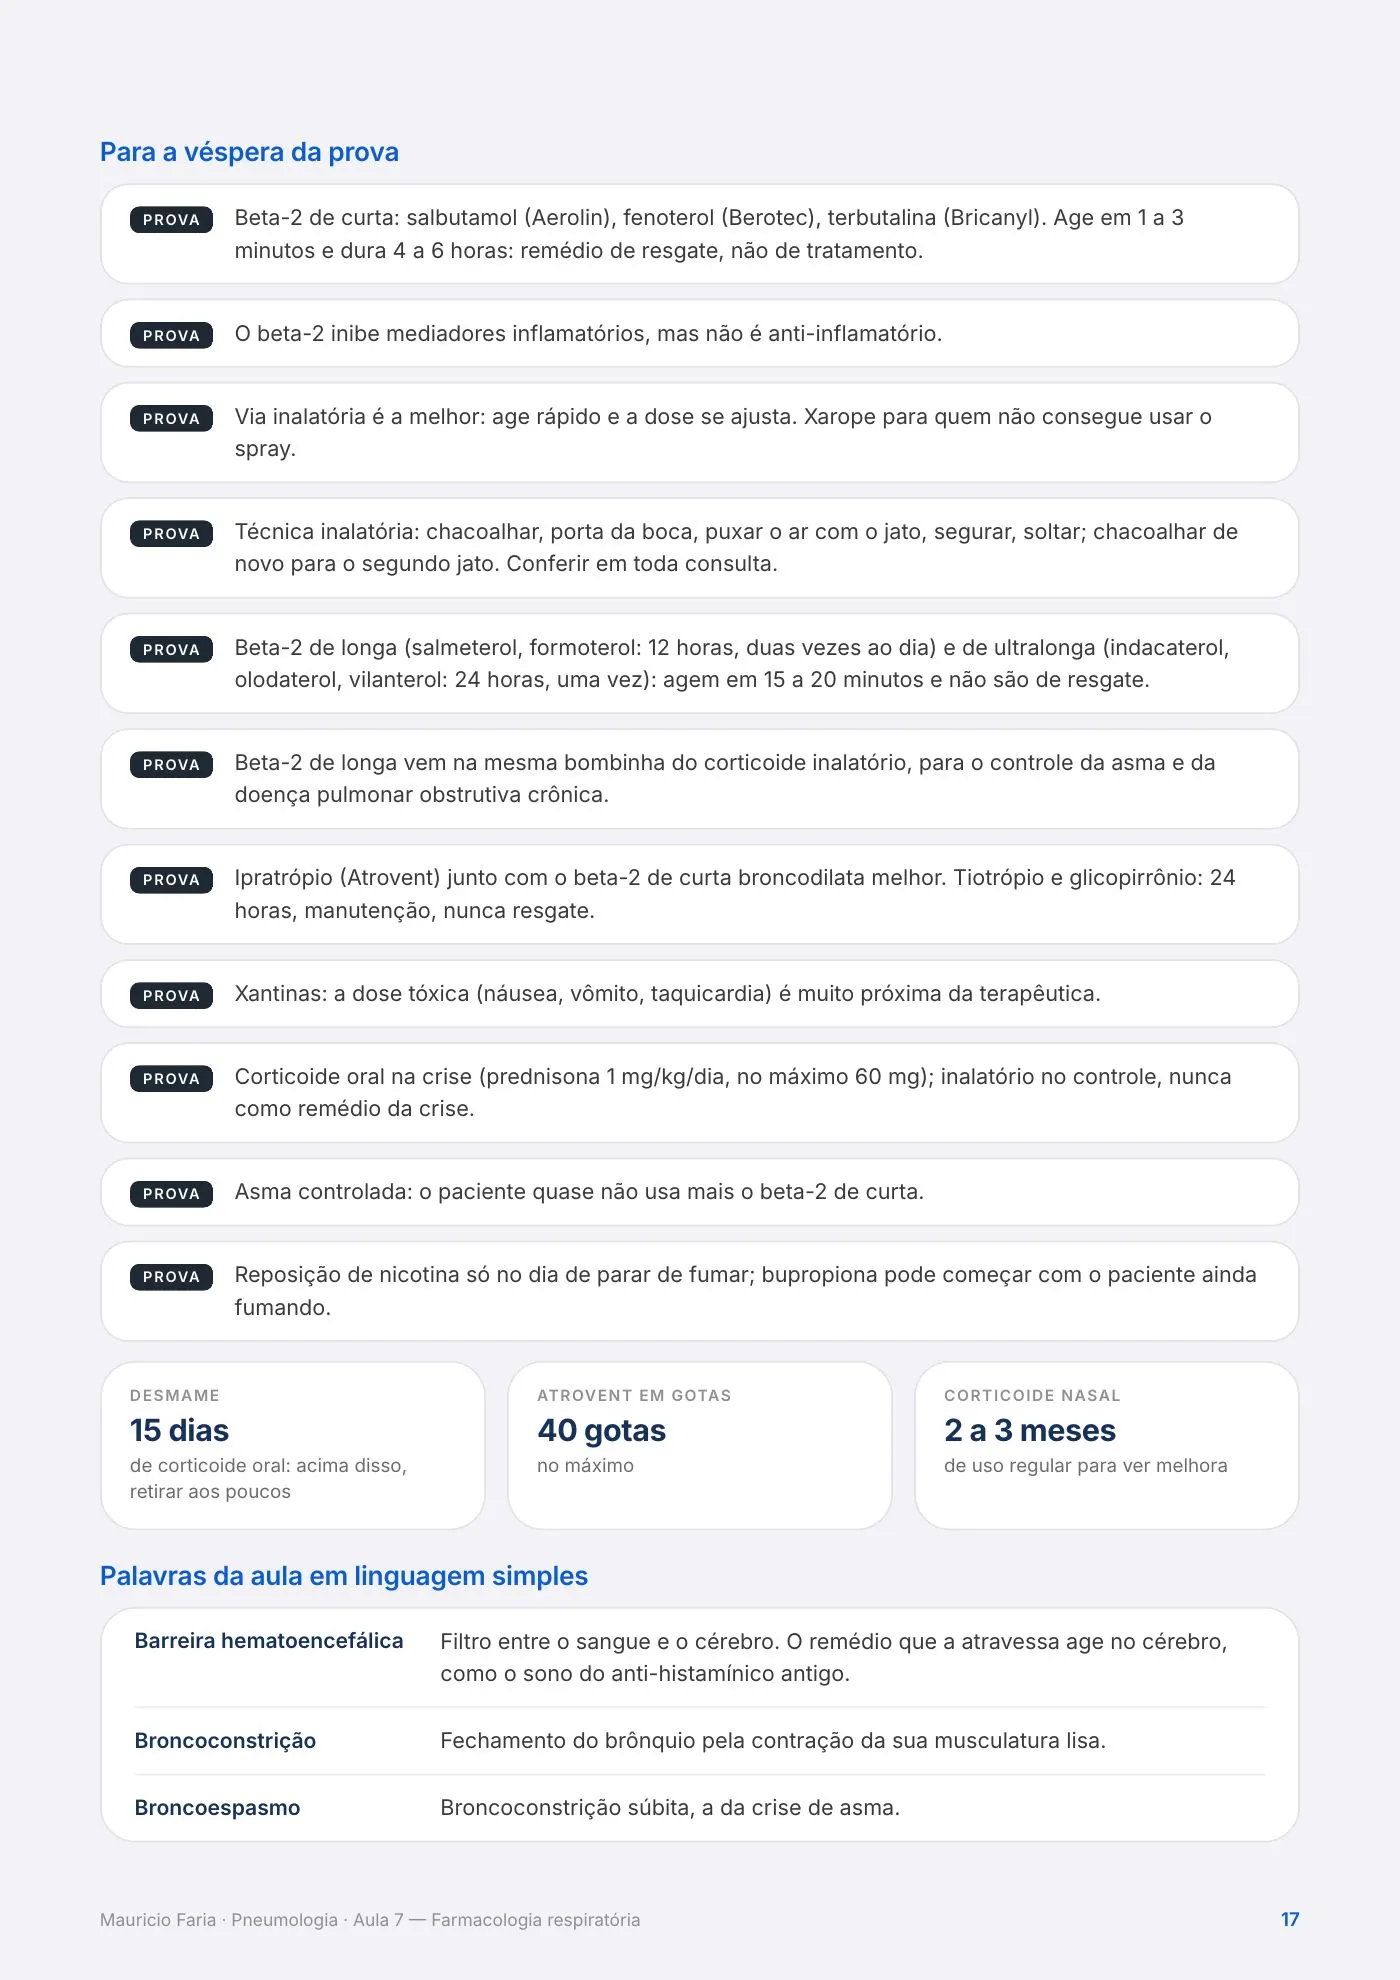 Para a véspera da prova
PROVA
Beta-2 de curta: salbutamol (Aerolin), fenoterol (Berotec), terbutalina (Bricanyl). Age em 1 a 3
minutos e dura 4 a 6 horas: remédio de resgate, não de tratamento.
PROVA
O beta-2 inibe mediadores inflamatórios, mas não é anti-inflamatório.
PROVA
Via inalatória é a melhor: age rápido e a dose se ajusta. Xarope para quem não consegue usar o
spray.
PROVA
Técnica inalatória: chacoalhar, porta da boca, puxar o ar com o jato, segurar, soltar; chacoalhar de
novo para o segundo jato. Conferir em toda consulta.
PROVA
Beta-2 de longa (salmeterol, formoterol: 12 horas, duas vezes ao dia) e de ultralonga (indacaterol,
olodaterol, vilanterol: 24 horas, uma vez): agem em 15 a 20 minutos e não são de resgate.
PROVA
Beta-2 de longa vem na mesma bombinha do corticoide inalatório, para o controle da asma e da
doença pulmonar obstrutiva crônica.
PROVA
Ipratrópio (Atrovent) junto com o beta-2 de curta broncodilata melhor. Tiotrópio e glicopirrônio: 24
horas, manutenção, nunca resgate.
PROVA
Xantinas: a dose tóxica (náusea, vômito, taquicardia) é muito próxima da terapêutica.
PROVA
Corticoide oral na crise (prednisona 1 mg/kg/dia, no máximo 60 mg); inalatório no controle, nunca
como remédio da crise.
PROVA
Asma controlada: o paciente quase não usa mais o beta-2 de curta.
PROVA
Reposição de nicotina só no dia de parar de fumar; bupropiona pode começar com o paciente ainda
fumando.
DESMAME
15 dias
de corticoide oral: acima disso,
retirar aos poucos
ATROVENT EM GOTAS
40 gotas
no máximo
CORTICOIDE NASAL
2 a 3 meses
de uso regular para ver melhora
Palavras da aula em linguagem simples
Barreira hematoencefálica
Filtro entre o sangue e o cérebro. O remédio que a atravessa age no cérebro,
como o sono do anti-histamínico antigo.
Broncoconstrição
Fechamento do brônquio pela contração da sua musculatura lisa.
Broncoespasmo
Broncoconstrição súbita, a da crise de asma.
Mauricio Faria · Pneumologia · Aula 7 — Farmacologia respiratória
17